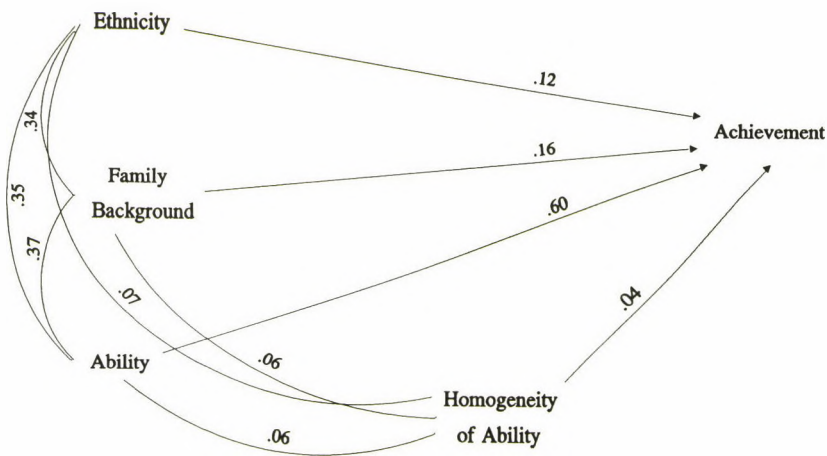 Ethnicity
.12
Achievement
.34
.16
Family
Background
.35
.60
.37
.07
.04
Ability
.06
Homogeneity
of Ability
.06